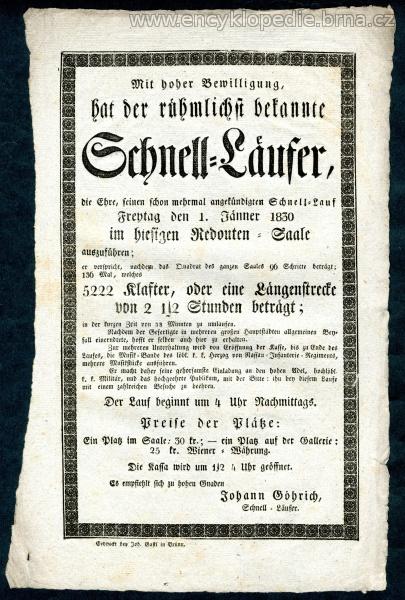 www.encyklopedie.brna.cz
Mit hoher Bewilligung,
hat der rühmlichst bekannte
Schnell-Läufer,
die Ehre, seinen schon mehrmal angekündigten Schnell-Lauf
Freytag den 1. Jänner 1830
im hiesigen Redouten-Saale
auszuführen;
er verspricht, nachdem das Quadrat des ganzen Saales 96 Schritte beträgt;
136 Mal, welches
5222 Klafter, oder eine Längenstrecke
von 2 1/2 Stunden beträgt;
in der kurzen Zeit von 38 Minuten zu umlaufen.
Nachdem der Gefertigte in mehreren großen Hauptstädten allgemeinen Bey-
fall einerndtete, hofft er selben auch hier zu erhalten.
Zur mehreren Unterhaltung wird von Eröffnung der Kasse, bis zu Ende des
Laufes, die Musik-Bande des löbl. k. k. Herzog von Nassau-Infanterie-Regiments,
mehrere Musikstücke ausführen.
Er macht daher seine gehorsamste Einladung an den hohen Adel, hochlöbl.
k. k. Militär, und das hochgeehrte Publikum, mit der Bitte: ihn bey diesem Laufe
mit einem zahlreichen Besuche zu beehren.
Der Lauf beginnt um 4 Uhr Nachmittags.
Preise der Plätze:
Ein Platz im Saale: 30 kr.; — ein Platz auf der Gallerie:
25 kr. Wiener-Währung.
Die Kassa wird um 1/2 4 Uhr geöffnet.
Es empfiehlt sich zu hohen Gnaden
Johann Göhrich,
Schnell-Läufer.
Gedruckt bey Joh. Gastl in Brünn.